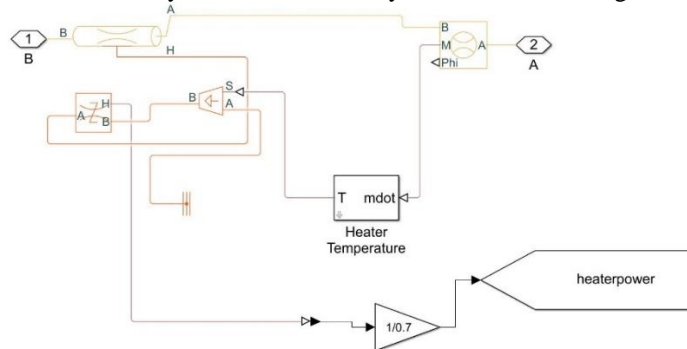 A
1
B
B
H
B
M
A
Phi
2
A
H
A
B
B
S
A
T
mdot
Heater
Temperature
heaterpower
1/0.7